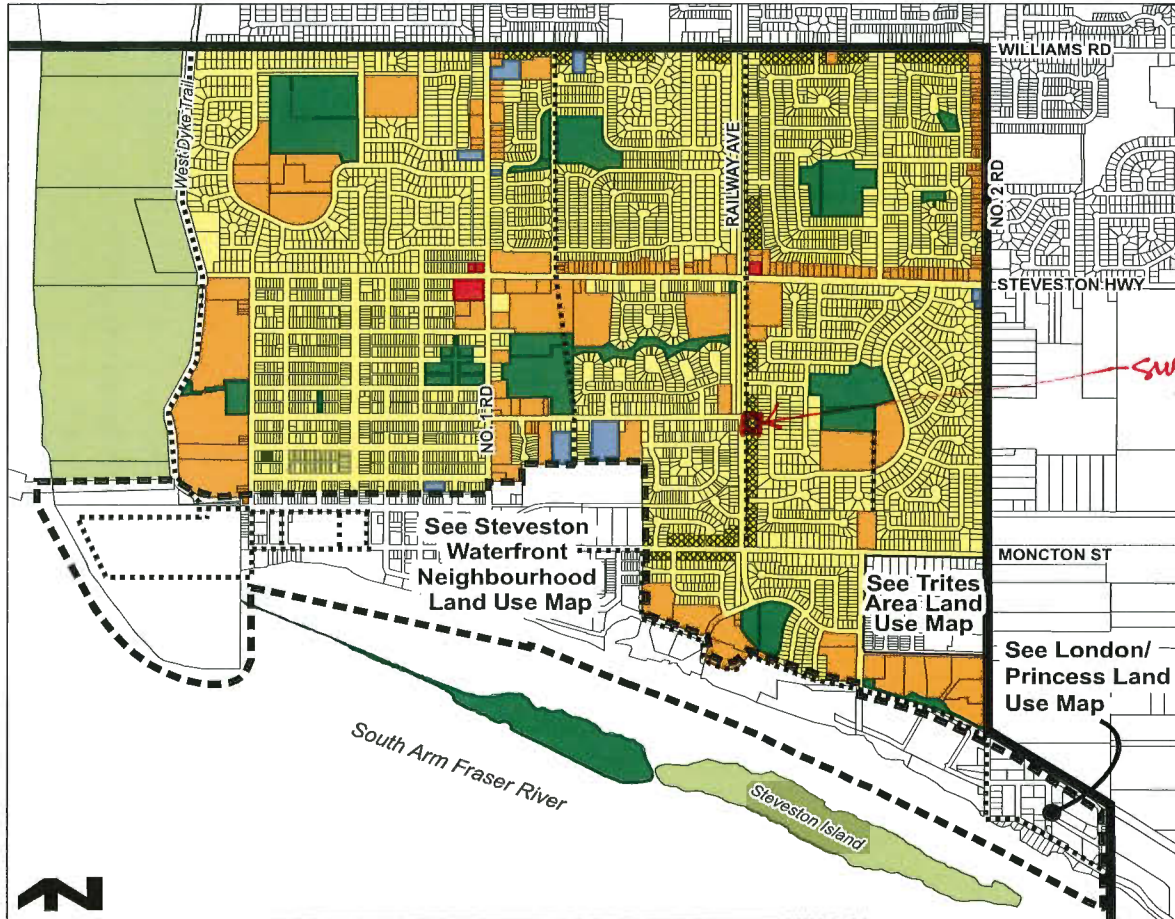 WILLIAMS RD
West Dyke Trail
RAILWAY AVE
NO. 2 RD
STEVESTON HWY
NO. 1 RD
See Steveston
Waterfront
Neighbourhood
Land Use Map
MONCTON ST
See Trites
Area Land
Use Map
See London/
Princess Land
Use Map
South Arm Fraser River
Steveston Island
N